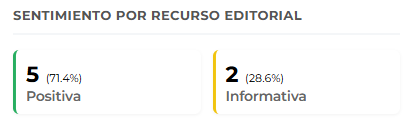 SENTIMIENTO POR RECURSO EDITORIAL
5 (71.4%) 2 (28.6%)
Positiva Informativa